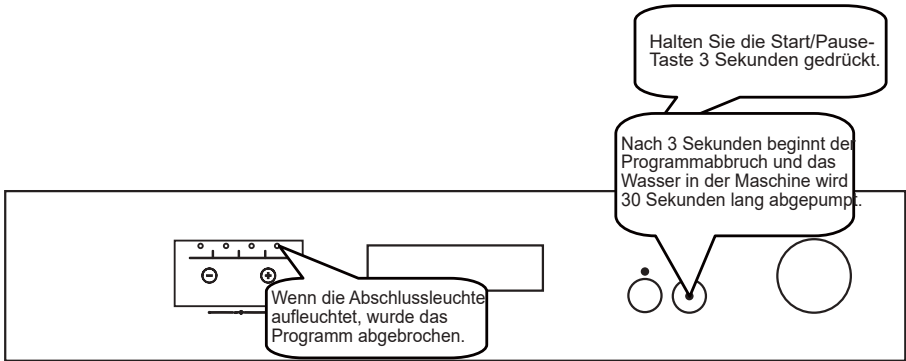 Halten Sie die Start/Pause-
Taste 3 Sekunden gedrückt.
Nach 3 Sekunden beginnt der
Programmabbruch und das
Wasser in der Maschine wird
30 Sekunden lang abgepumpt.
Wenn die Abschlussleuchte
aufleuchtet, wurde das
Programm abgebrochen.